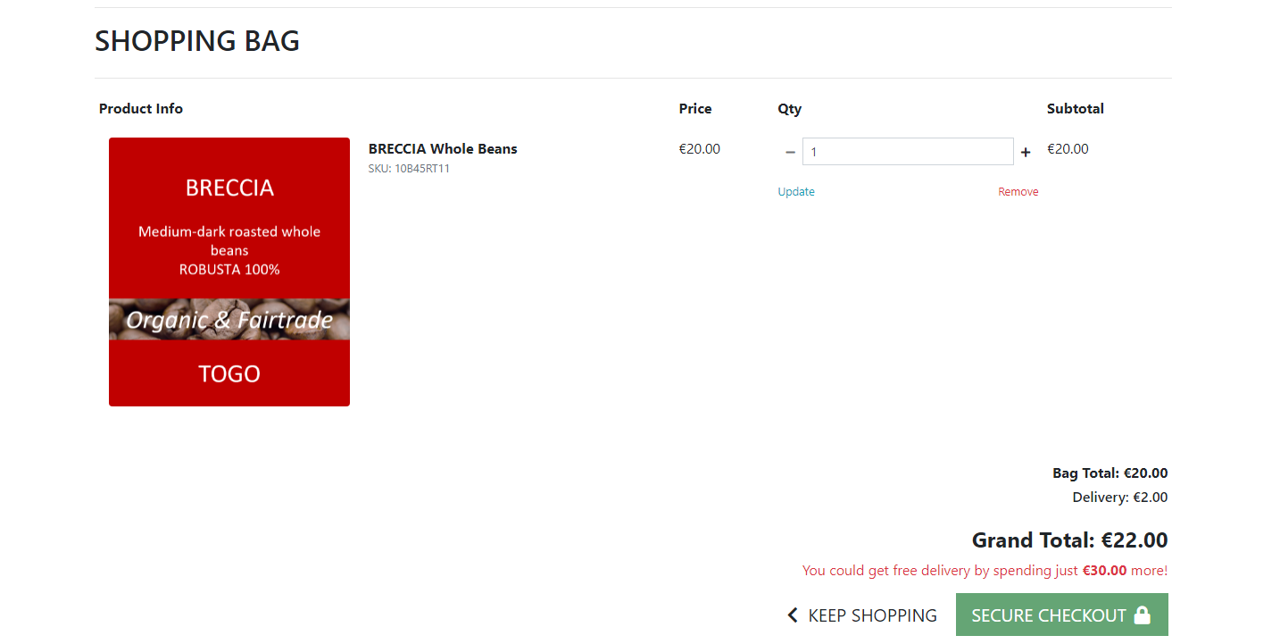 SHOPPING BAG
Product Info Price Qty Subtotal
BRECCIA
Medium-dark roasted whole
beans
ROBUSTA 100%
Organic & Fairtrade
TOGO
BRECCIA Whole Beans
SKU: 10B45RT11
€20.00
− 1 +
Update Remove
€20.00
Bag Total: €20.00
Delivery: €2.00
Grand Total: €22.00
You could get free delivery by spending just €30.00 more!
KEEP SHOPPING SECURE CHECKOUT